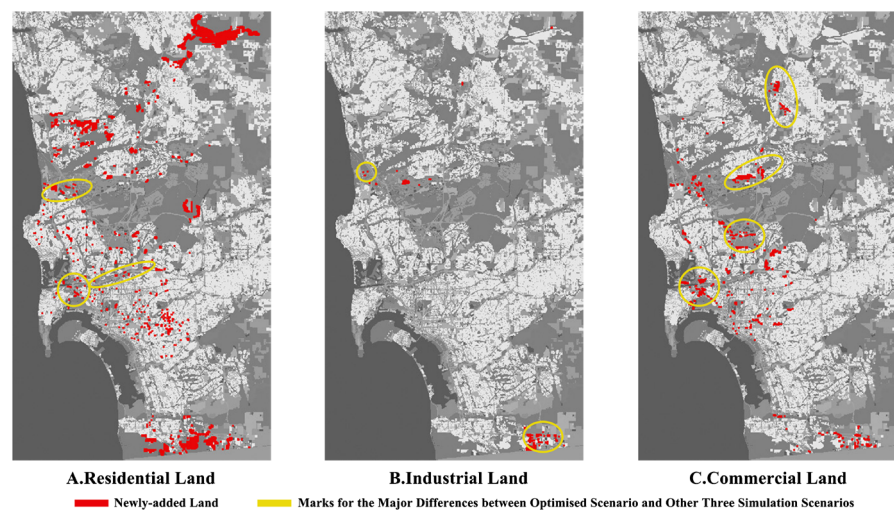 A.Residential Land
B.Industrial Land
C.Commercial Land
Newly-added Land
Marks for the Major Differences between Optimised Scenario and Other Three Simulation Scenarios